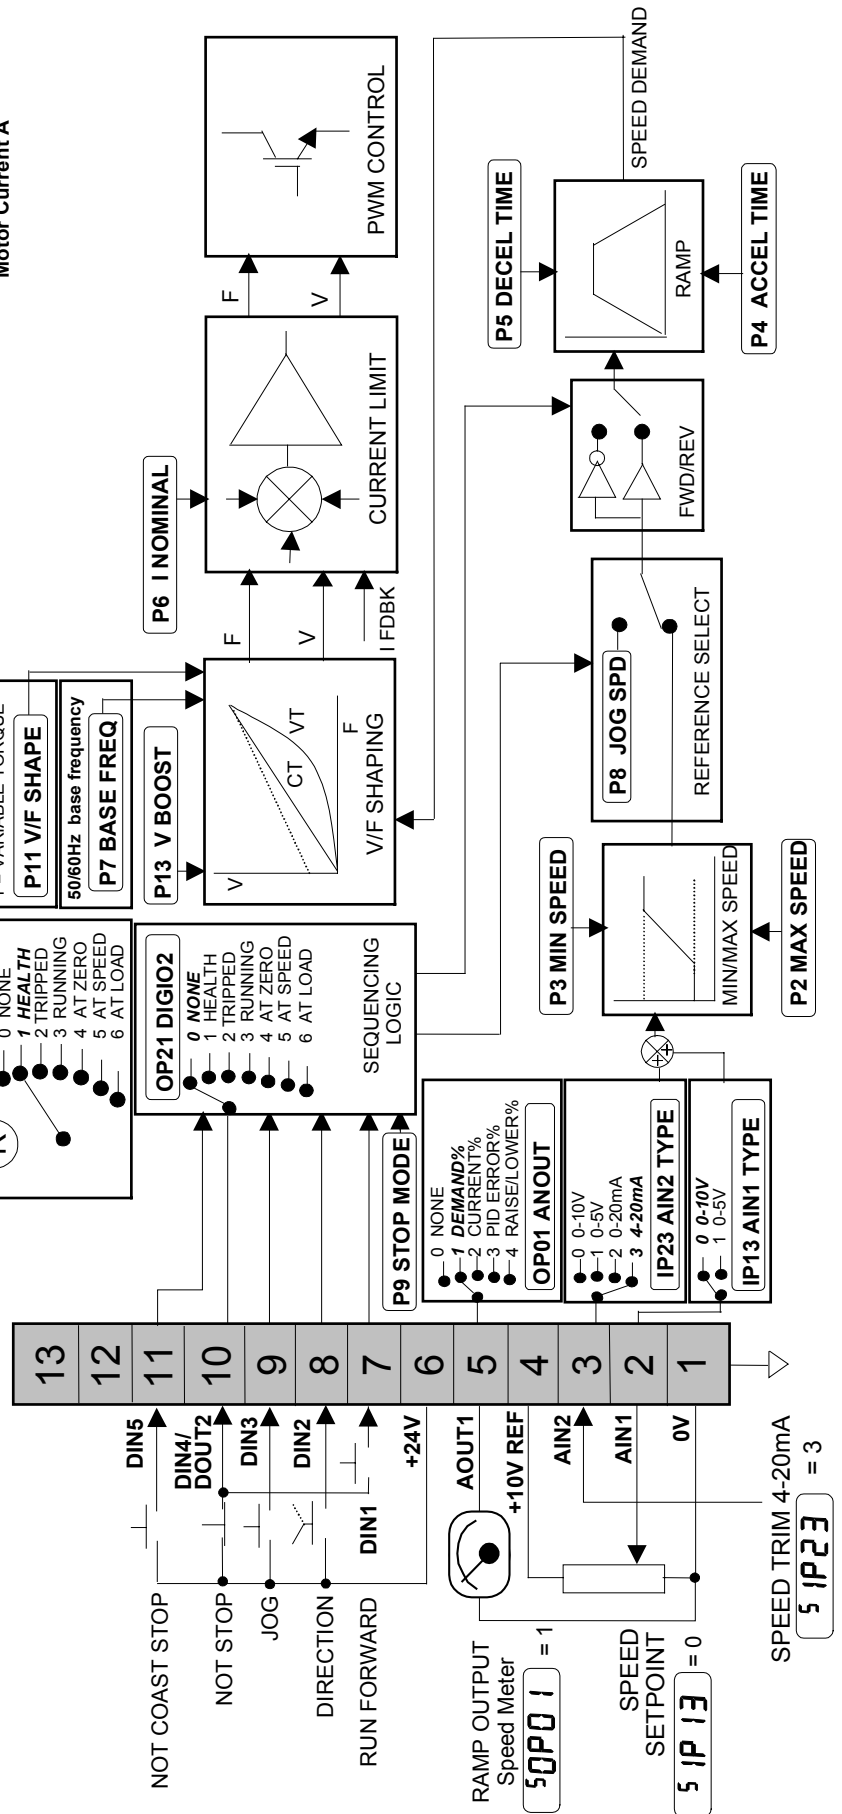 Motor Current A
PWM CONTROL
SPEED DEMAND
P5 DECEL TIME
RAMP
P4 ACCEL TIME
F
V
P6 I NOMINAL
CURRENT LIMIT
I FDBK
FWD/REV
F
V
P11 V/F SHAPE
50/60Hz base frequency
P7 BASE FREQ
P13 V BOOST
V
CT
VT
F
V/F SHAPING
P8 JOG SPD
REFERENCE SELECT
P3 MIN SPEED
MIN/MAX SPEED
P2 MAX SPEED
0 NONE
1 HEALTH
2 TRIPPED
3 RUNNING
4 AT ZERO
5 AT SPEED
6 AT LOAD
OP21 DIGIO2
0 NONE
1 HEALTH
2 TRIPPED
3 RUNNING
4 AT ZERO
5 AT SPEED
6 AT LOAD
SEQUENCING
LOGIC
P9 STOP MODE
0 NONE
1 DEMAND%
2 CURRENT%
3 PID ERROR%
4 RAISE/LOWER%
OP01 ANOUT
0 0-10V
1 0-5V
2 0-20mA
3 4-20mA
IP23 AIN2 TYPE
0 0-10V
1 0-5V
IP13 AIN1 TYPE
+
+
13
12
11
10
9
8
7
6
5
4
3
2
1
DIN5
DIN4/
DOUT2
DIN3
DIN2
DIN1
+24V
AOUT1
+10V REF
AIN2
AIN1
0V
NOT COAST STOP
NOT STOP
JOG
DIRECTION
RUN FORWARD
RAMP OUTPUT
Speed Meter
SOP01 = 1
SPEED
SETPOINT
SIP13 = 0
SPEED TRIM 4-20mA
SIP23 = 3